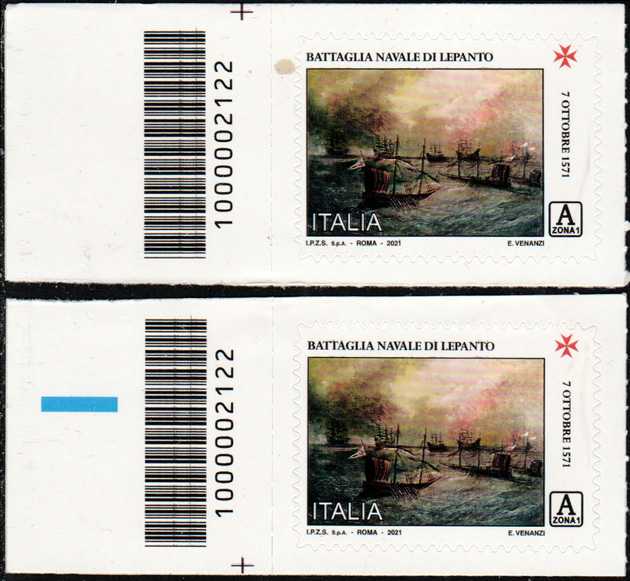 1000002122
BATTAGLIA NAVALE DI LEPANTO
7 OTTOBRE 1571
ITALIA
A
ZONA 1
I.P.Z.S. S.p.A. - ROMA - 2021
E. VENANZI
1000002122
BATTAGLIA NAVALE DI LEPANTO
7 OTTOBRE 1571
ITALIA
A
ZONA 1
I.P.Z.S. S.p.A. - ROMA - 2021
E. VENANZI